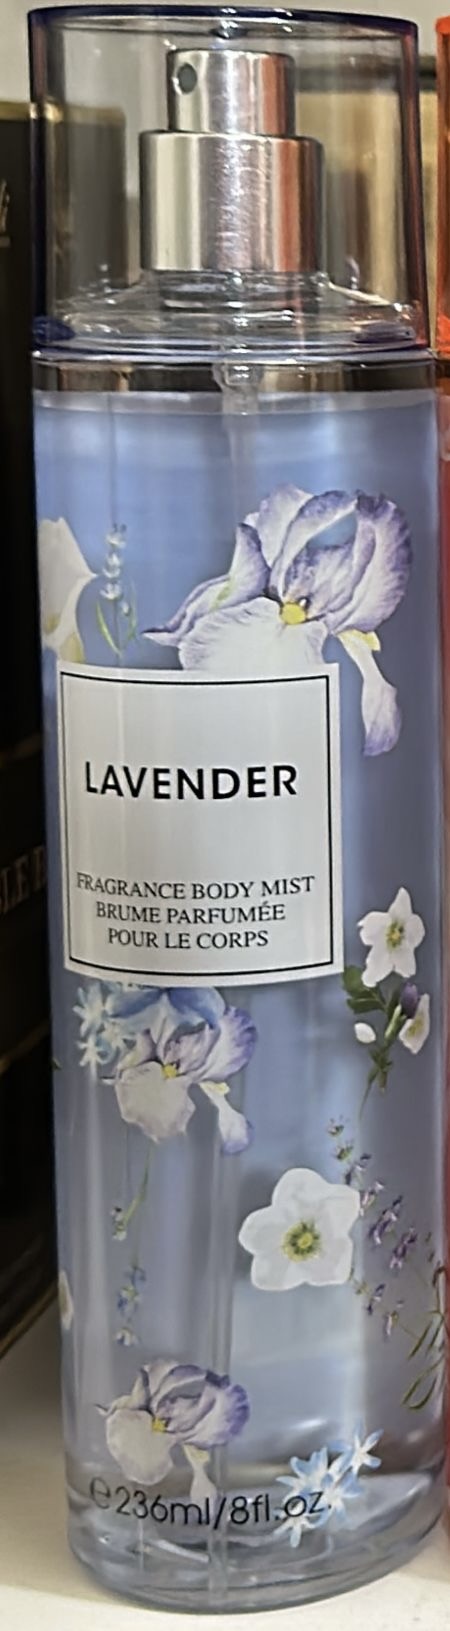 LAVENDER
FRAGRANCE BODY MIST
BRUME PARFUMÉE
POUR LE CORPS
℮236ml/8fl.oz.